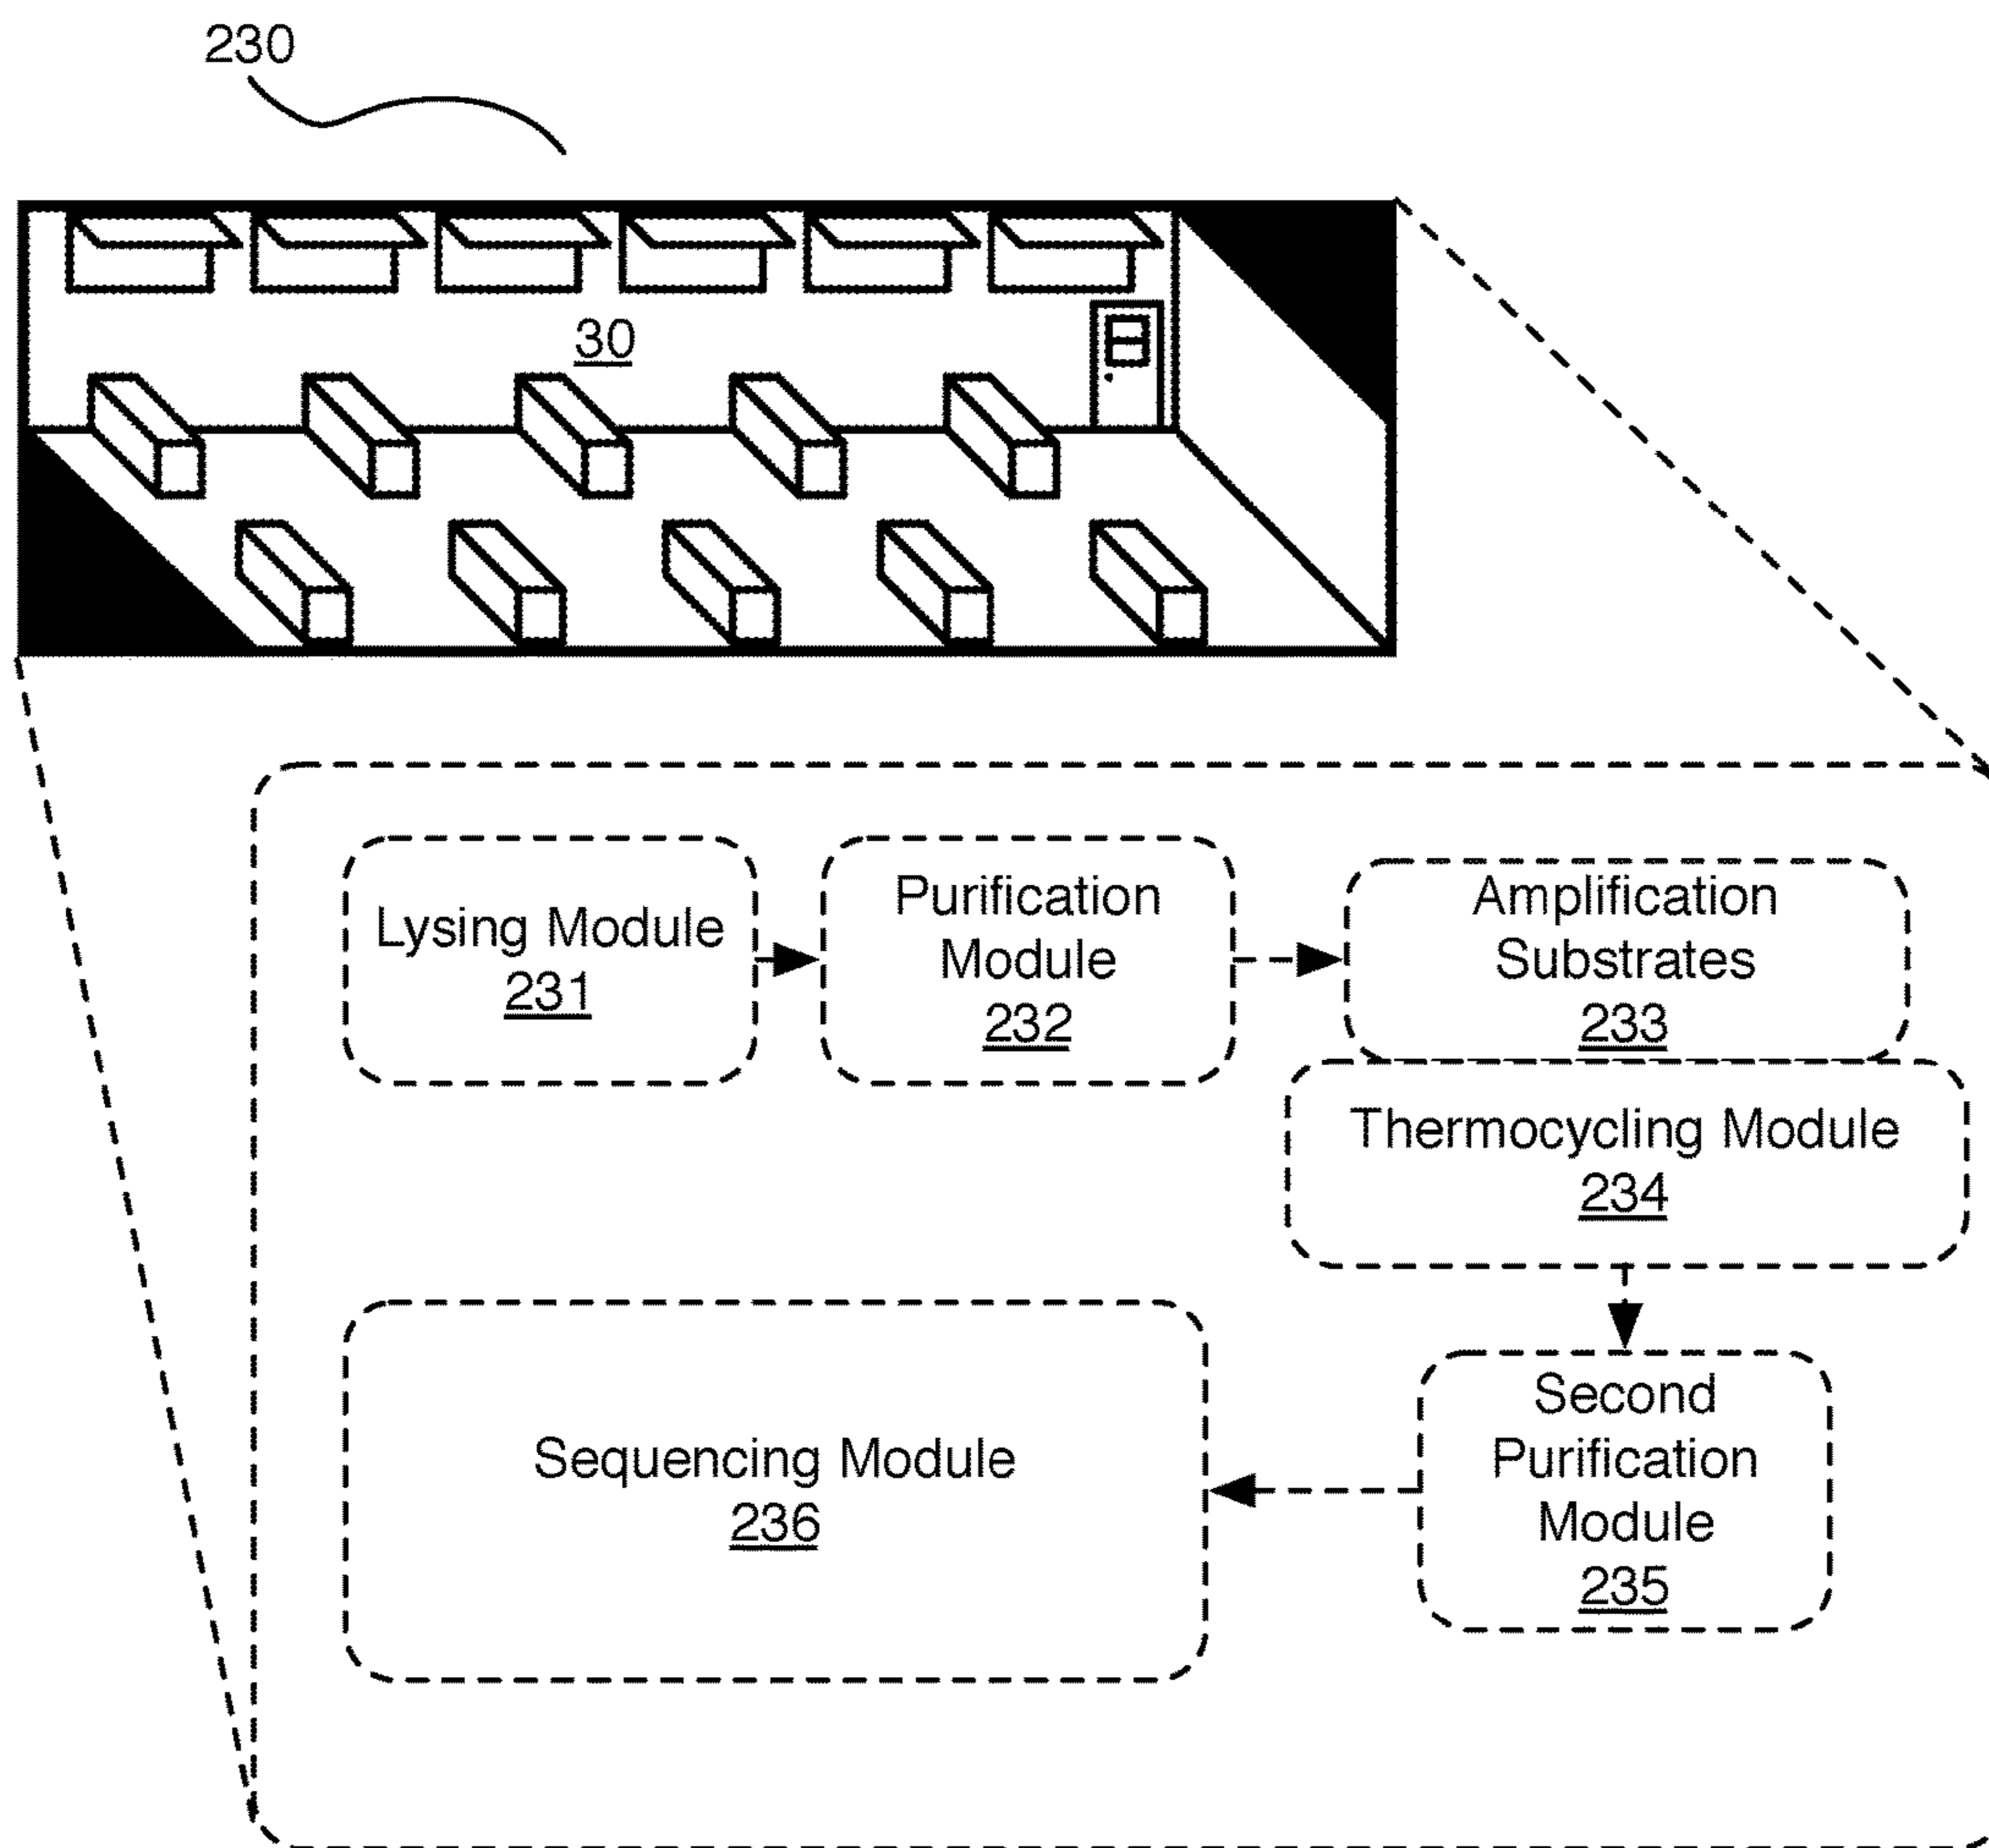 230
30
Lysing Module
231
Purification
Module
232
Amplification
Substrates
233
Thermocycling Module
234
Second
Purification
Module
235
Sequencing Module
236